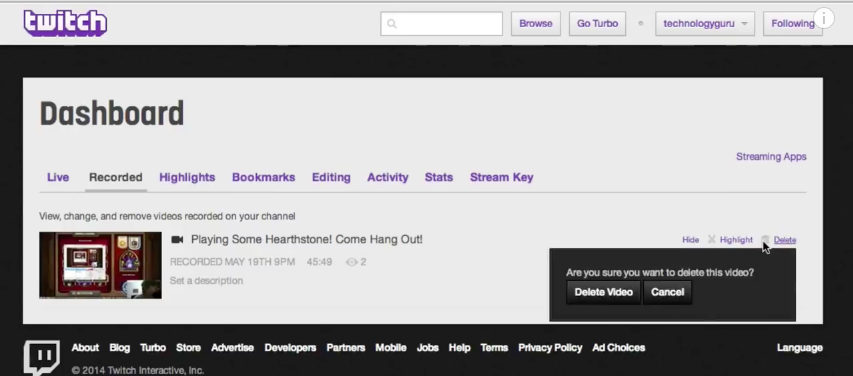 twitch
Browse
Go Turbo
technologyguru
Following
i
Dashboard
Streaming Apps
Live Recorded Highlights Bookmarks Editing Activity Stats Stream Key
View, change, and remove videos recorded on your channel
Playing Some Hearthstone! Come Hang Out!
Hide Highlight Delete
RECORDED MAY 19TH 9PM 45:49 2
Set a description
Are you sure you want to delete this video?
Delete Video Cancel
About Blog Turbo Store Advertise Developers Partners Mobile Jobs Help Terms Privacy Policy Ad Choices Language
© 2014 Twitch Interactive, Inc.